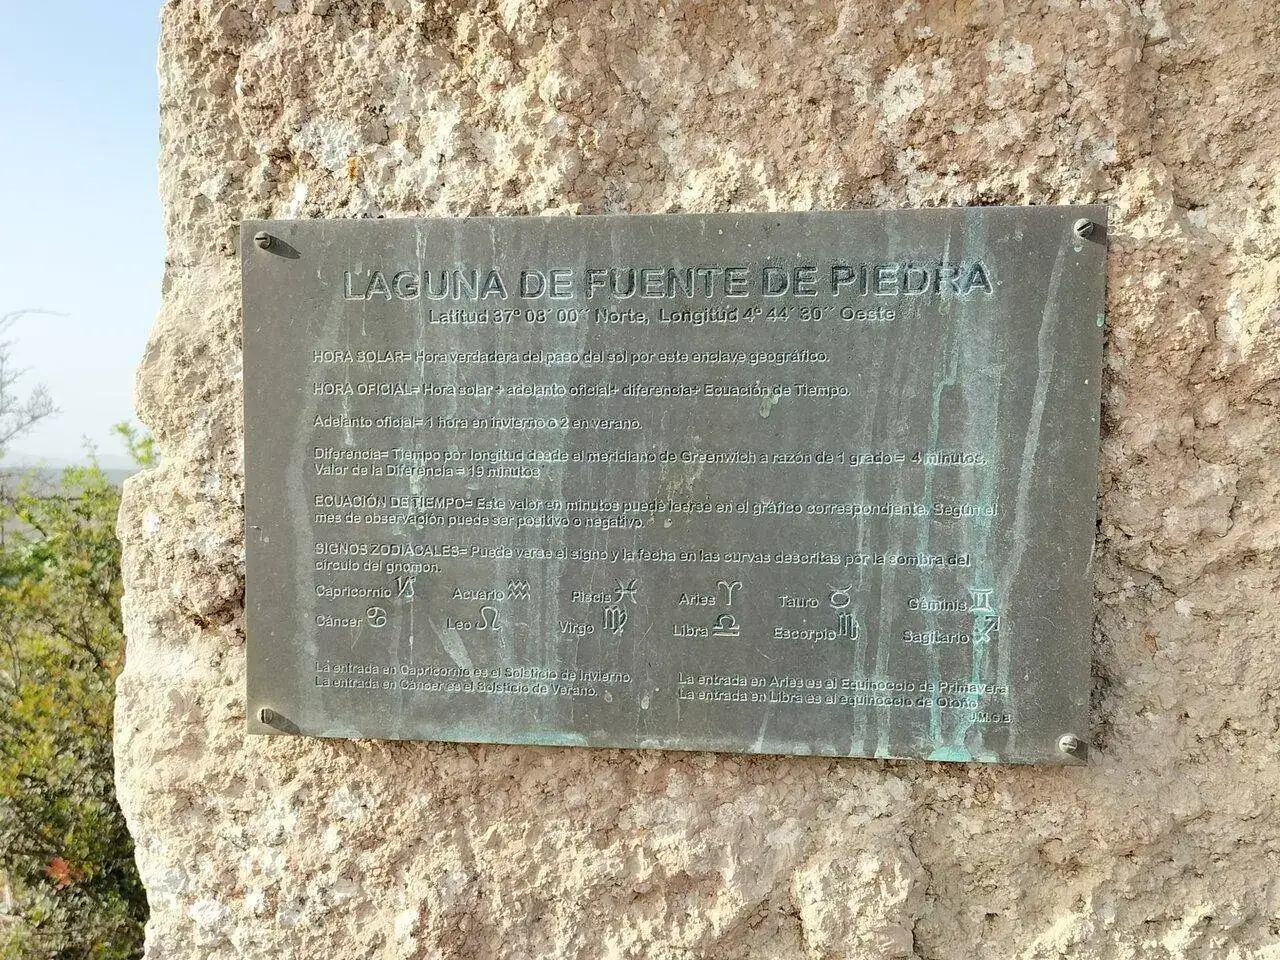 LAGUNA DE FUENTE DE PIEDRA
Latitud 37° 08´ 00´´ Norte, Longitud 4° 44´ 30´´ Oeste
HORA SOLAR= Hora verdadera del paso del sol por este enclave geográfico.
HORA OFICIAL= Hora solar + adelanto oficial+ diferencia+ Ecuación de Tiempo.
Adelanto oficial= 1 hora en invierno o 2 en verano.
Diferencia= Tiempo por longitud desde el meridiano de Greenwich a razón de 1 grado = 4 minutos.
Valor de la Diferencia = 19 minutos
ECUACIÓN DE TIEMPO= Este valor en minutos puede leerse en el gráfico correspondiente. Según el
mes de observación puede ser positivo o negativo.
SIGNOS ZODIACALES= Puede verse el signo y la fecha en las curvas descritas por la sombra del
círculo del gnomon.
Capricornio ♑ Acuario ♒ Piscis ♓ Aries ♈ Tauro ♉ Géminis ♊
Cáncer ♋ Leo ♌ Virgo ♍ Libra ♎ Escorpio ♏ Sagitario ♐
La entrada en Capricornio es el Solsticio de Invierno.
La entrada en Cáncer es el Solsticio de Verano.
La entrada en Aries es el Equinoccio de Primavera
La entrada en Libra es el equinoccio de Otoño
J.M.G B